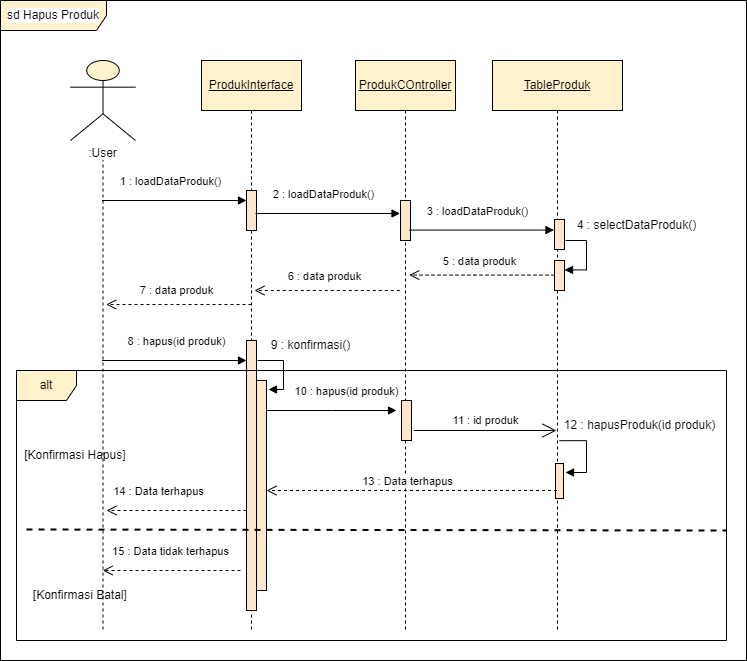 sd Hapus Produk
ProdukInterface
ProdukCOntroller
TableProduk
:User
1 : loadDataProduk()
2 : loadDataProduk()
3 : loadDataProduk()
4 : selectDataProduk()
5 : data produk
6 : data produk
7 : data produk
8 : hapus(id produk)
9 : konfirmasi()
alt
10 : hapus(id produk)
11 : id produk
12 : hapusProduk(id produk)
[Konfirmasi Hapus]
13 : Data terhapus
14 : Data terhapus
15 : Data tidak terhapus
[Konfirmasi Batal]